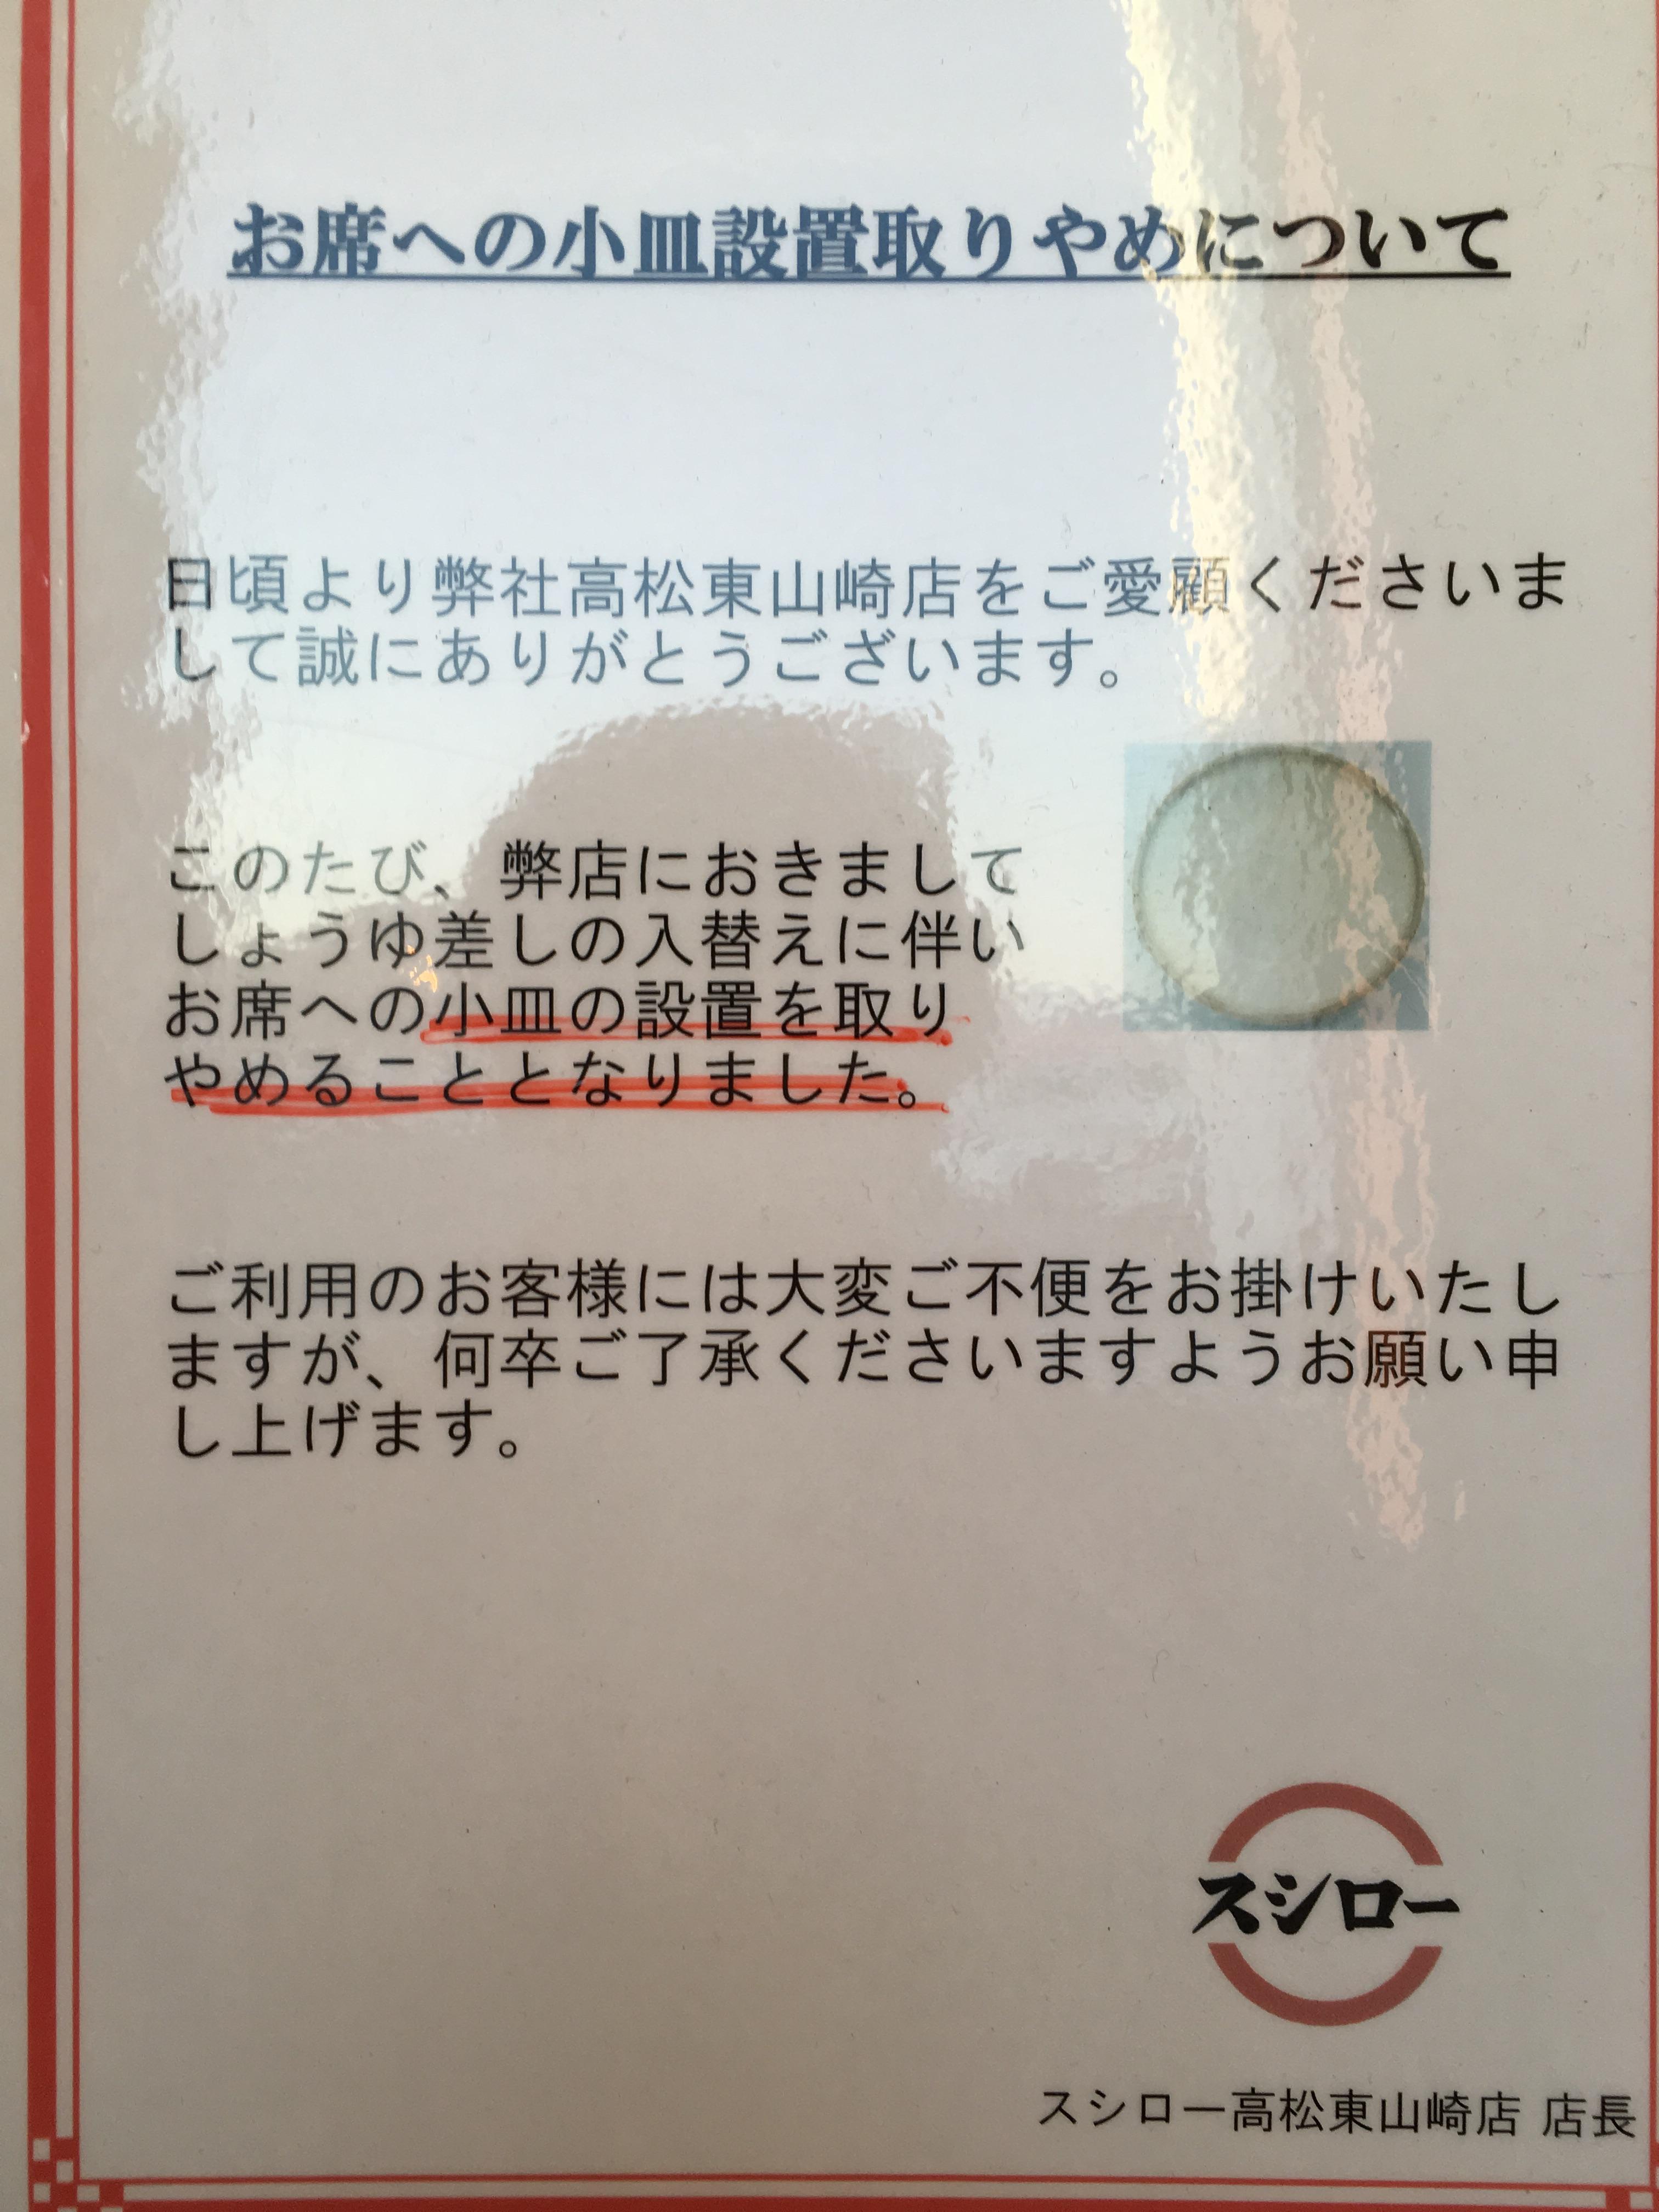 お席への小皿設置取りやめについて
日頃より弊社高松東山崎店をご愛顧くださいま
して誠にありがとうございます。
このたび、弊店におきまして
しょうゆ差しの入替えに伴い
お席への小皿の設置を取り
やめることとなりました。
ご利用のお客様には大変ご不便をお掛けいたし
ますが、何卒ご了承くださいますようお願い申
し上げます。
スシロー
スシロー高松東山崎店 店長